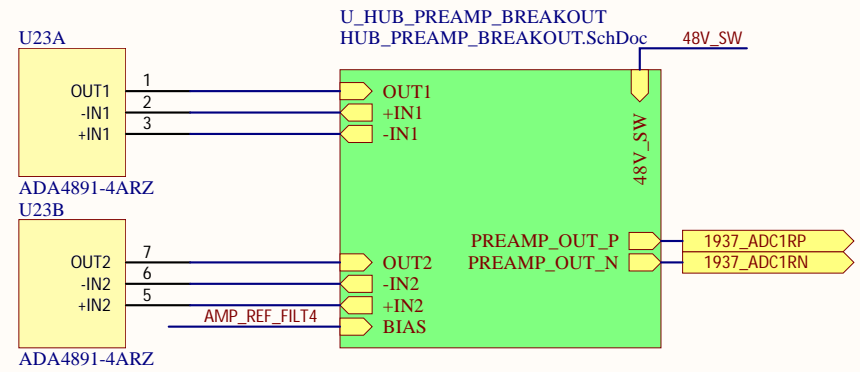 U_HUB_PREAMP_BREAKOUT
HUB_PREAMP_BREAKOUT.SchDoc
48V_SW
U23A
OUT1 1 OUT1
-IN1 2 +IN1
+IN1 3 -IN1
48V_SW
ADA4891-4ARZ
U23B
PREAMP_OUT_P 1937_ADC1RP
OUT2 7 OUT2 PREAMP_OUT_N 1937_ADC1RN
-IN2 6 -IN2
+IN2 5 +IN2
AMP_REF_FILT4 BIAS
ADA4891-4ARZ